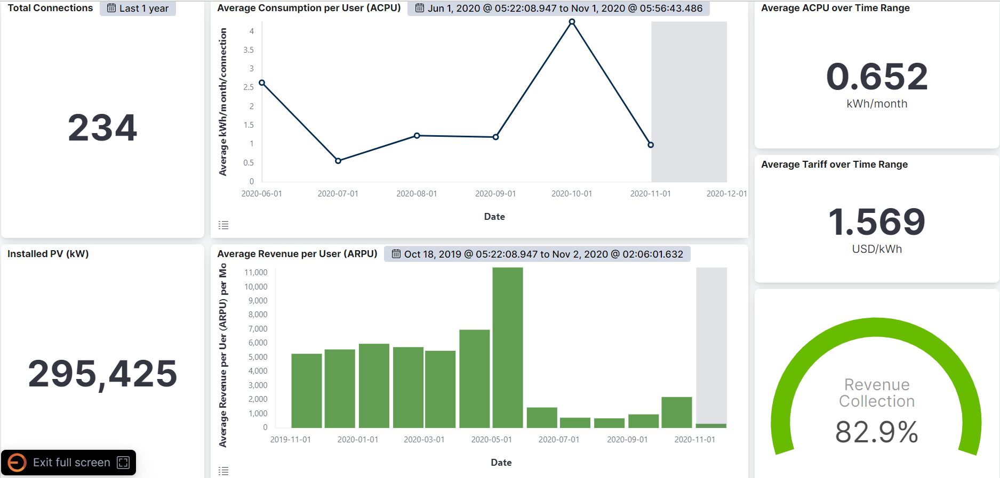 Total Connections
Last 1 year
234
Average Consumption per User (ACPU)
Jun 1, 2020 @ 05:22:08.947 to Nov 1, 2020 @ 05:56:43.486
Average kWh/month/connection
4
3.5
3
2.5
2
1.5
1
0.5
0
2020-06-01
2020-07-01
2020-08-01
2020-09-01
2020-10-01
2020-11-01
2020-12-01
Date
Average ACPU over Time Range
0.652
kWh/month
Average Tariff over Time Range
1.569
USD/kWh
Installed PV (kW)
295,425
Average Revenue per User (ARPU)
Oct 18, 2019 @ 05:22:08.947 to Nov 2, 2020 @ 02:06:01.632
Average Revenue per Uer (ARPU) per Mo
11,000
10,000
9,000
8,000
7,000
6,000
5,000
4,000
3,000
2,000
1,000
0
2019-11-01
2020-01-01
2020-03-01
2020-05-01
2020-07-01
2020-09-01
2020-11-01
Date
Revenue
Collection
82.9%
Exit full screen